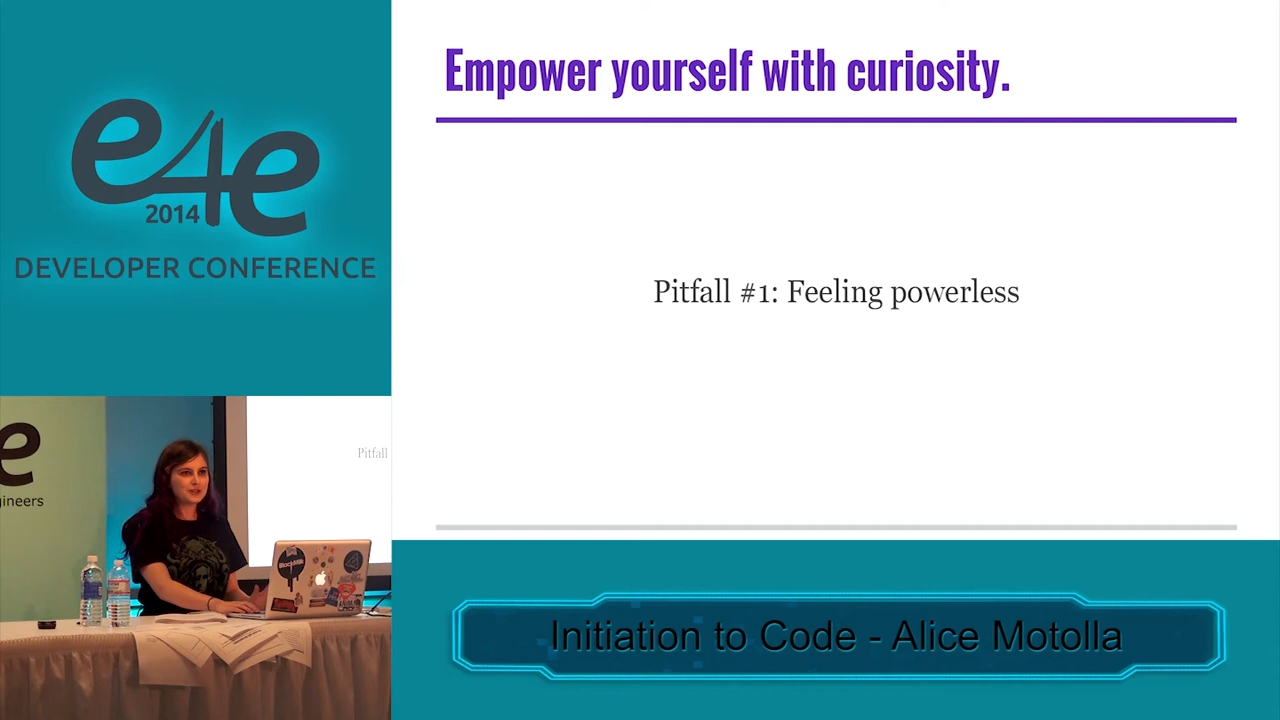 e4e
2014
DEVELOPER CONFERENCE
Empower yourself with curiosity.
Pitfall #1: Feeling powerless
e
gineers
Pitfall
BlackMilk
Initiation to Code - Alice Motolla